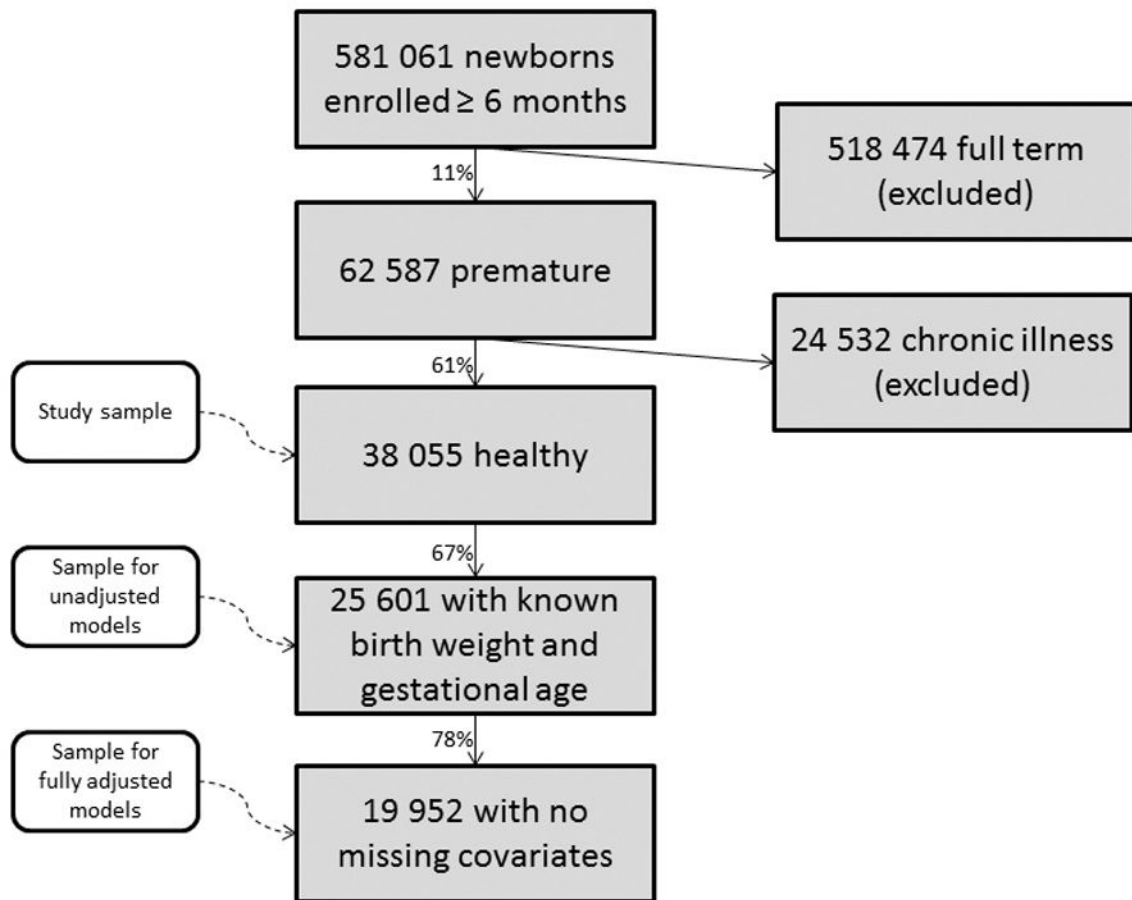 581 061 newborns
enrolled ≥ 6 months
518 474 full term
(excluded)
11%
62 587 premature
24 532 chronic illness
(excluded)
61%
Study sample
38 055 healthy
67%
Sample for
unadjusted
models
25 601 with known
birth weight and
gestational age
78%
Sample for
fully adjusted
models
19 952 with no
missing covariates